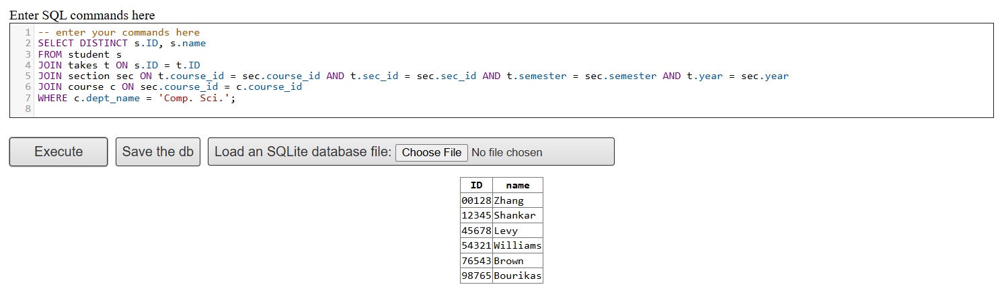 Enter SQL commands here
1 -- enter your commands here
2 SELECT DISTINCT s.ID, s.name
3 FROM student s
4 JOIN takes t ON s.ID = t.ID
5 JOIN section sec ON t.course_id = sec.course_id AND t.sec_id = sec.sec_id AND t.semester = sec.semester AND t.year = sec.year
6 JOIN course c ON sec.course_id = c.course_id
7 WHERE c.dept_name = 'Comp. Sci.';
8
Execute Save the db Load an SQLite database file: Choose File No file chosen
ID name
00128 Zhang
12345 Shankar
45678 Levy
54321 Williams
76543 Brown
98765 Bourikas